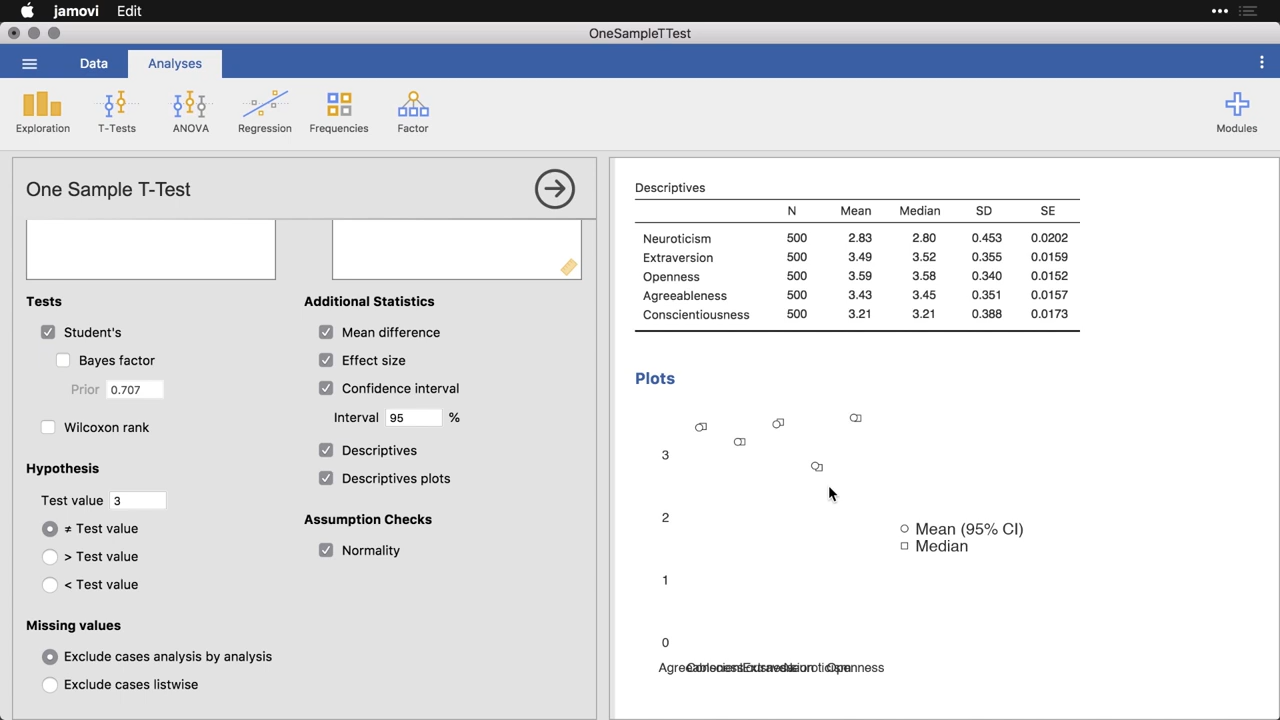 jamovi Edit
OneSampleTTest
Data Analyses
Exploration T-Tests ANOVA Regression Frequencies Factor Modules
One Sample T-Test
Tests
Student's
Bayes factor
Prior 0.707
Wilcoxon rank
Hypothesis
Test value 3
≠ Test value
> Test value
< Test value
Missing values
Exclude cases analysis by analysis
Exclude cases listwise
Additional Statistics
Mean difference
Effect size
Confidence interval
Interval 95 %
Descriptives
Descriptives plots
Assumption Checks
Normality
Descriptives
N Mean Median SD SE
Neuroticism 500 2.83 2.80 0.453 0.0202
Extraversion 500 3.49 3.52 0.355 0.0159
Openness 500 3.59 3.58 0.340 0.0152
Agreeableness 500 3.43 3.45 0.351 0.0157
Conscientiousness 500 3.21 3.21 0.388 0.0173
Plots
3
2
1
0
Mean (95% CI)
Median